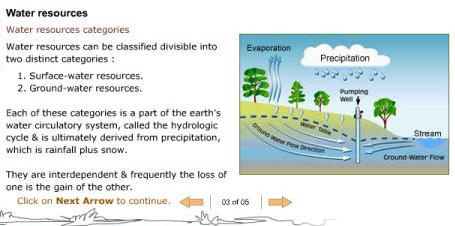 Water resources
Water resources categories
Water resources can be classified divisible into
two distinct categories :
1. Surface-water resources.
2. Ground-water resources.
Each of these categories is a part of the earth's
water circulatory system, called the hydrologic
cycle & is ultimately derived from precipitation,
which is rainfall plus snow.
They are interdependent & frequently the loss of
one is the gain of the other.
Click on Next Arrow to continue.
03 of 05
Evaporation
Precipitation
Pumping
Well
Water Table
Ground-Water Flow Direction
Stream
Ground-Water Flow